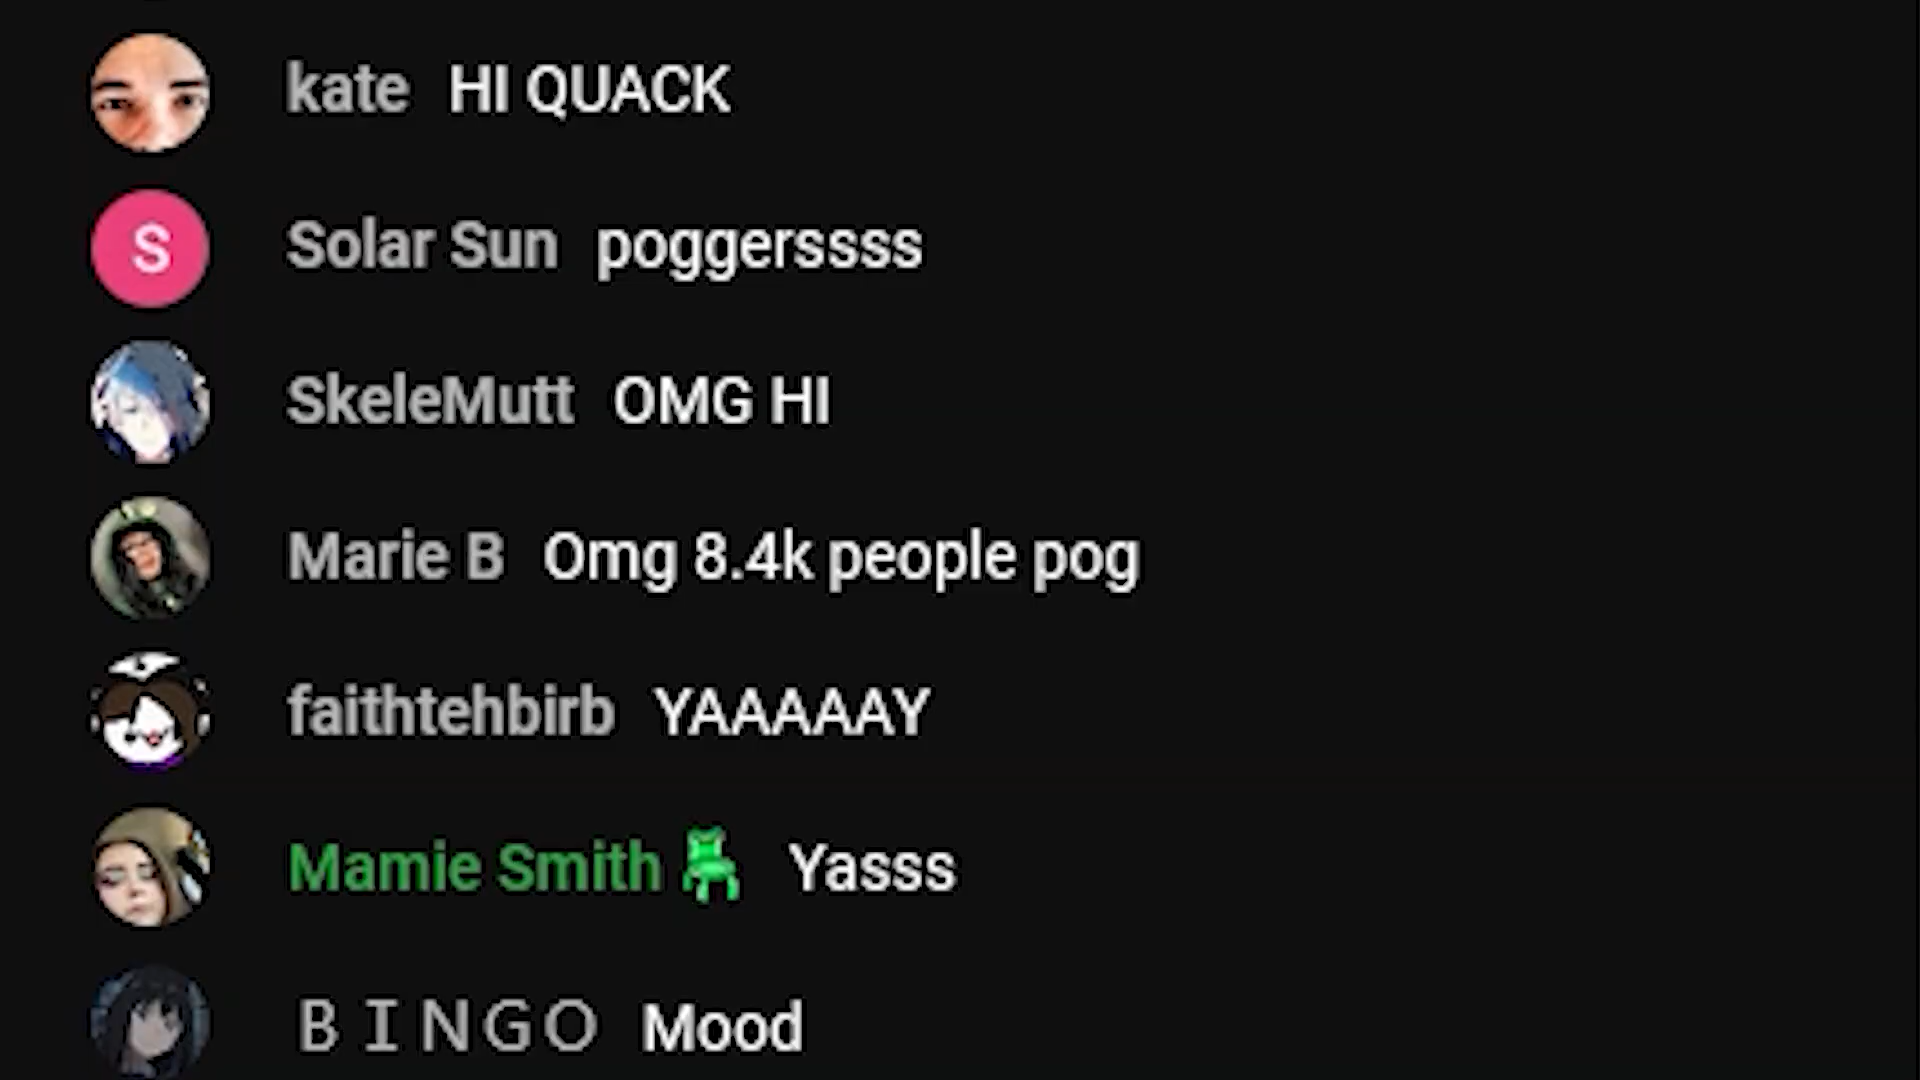 kate HI QUACK
S Solar Sun poggerssss
SkeleMutt OMG HI
Marie B Omg 8.4k people pog
faithtehbirb YAAAAAY
Mamie Smith Yasss
ＢＩＮＧＯ Mood